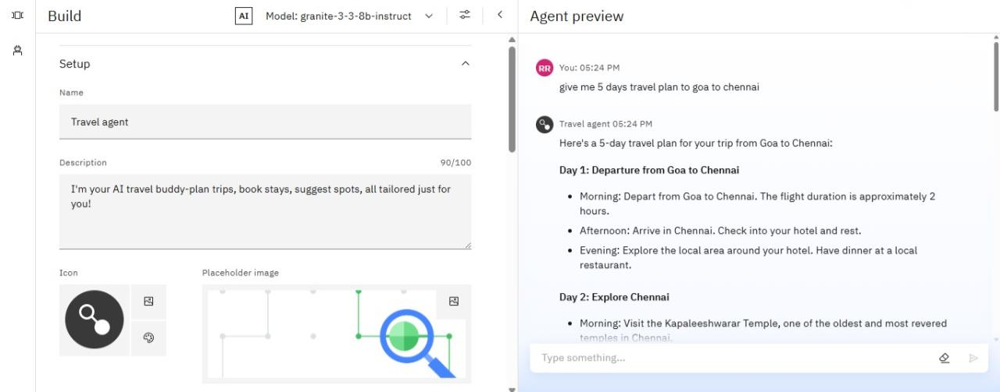 Build
AI
Model: granite-3-3-8b-instruct
Setup
Name
Travel agent
Description
90/100
I'm your AI travel buddy-plan trips, book stays, suggest spots, all tailored just for
you!
Icon
Placeholder image
Agent preview
RR
You: 05:24 PM
give me 5 days travel plan to goa to chennai
Travel agent 05:24 PM
Here's a 5-day travel plan for your trip from Goa to Chennai:
Day 1: Departure from Goa to Chennai
• Morning: Depart from Goa to Chennai. The flight duration is approximately 2
hours.
• Afternoon: Arrive in Chennai. Check into your hotel and rest.
• Evening: Explore the local area around your hotel. Have dinner at a local
restaurant.
Day 2: Explore Chennai
• Morning: Visit the Kapaleeshwarar Temple, one of the oldest and most revered
temples in Chennai.
Type something...